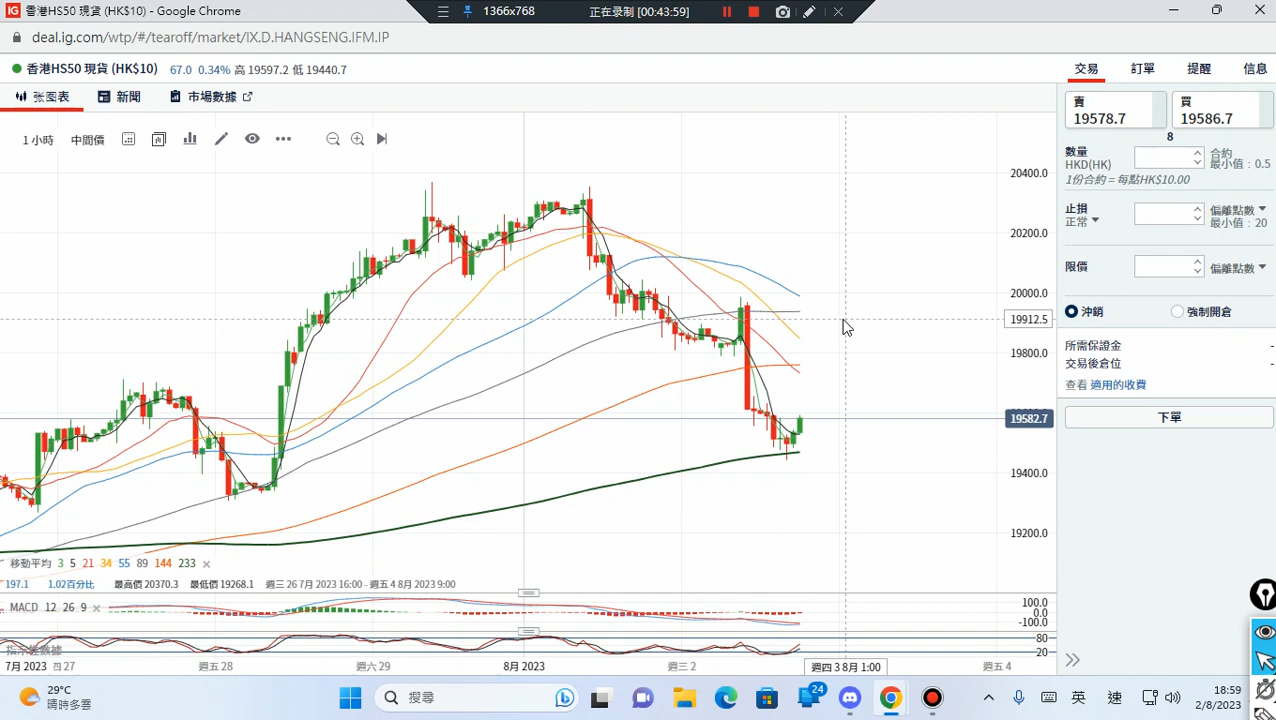 香港HS50 現貨 (HK$10) - Google Chrome
1366x768
正在录制 [00:43:59]
deal.ig.com/wtp/#/tearoff/market/IX.D.HANGSENG.IFM.IP
香港HS50 現貨 (HK$10) 67.0 0.34% 高 19597.2 低 19440.7
交易 訂單 提醒 信息
张图表 新聞 市場數據
1 小時 中間價
賣 19578.7
買 19586.7
8
數量
HKD(HK)
合約
最小值：0.5
1份合約 = 每點HK$10.00
止損
正常
偏離點數
最小值：20
限價
偏離點數
沖銷 強制開倉
所需保證金 -
交易後倉位 -
查看 適用的收費
下單
20400.0
20200.0
20000.0
19912.5
19800.0
19582.7
19400.0
19200.0
移動平均 3 5 21 34 55 89 144 233
197.1 1.02百分比 最高價 20370.3 最低價 19268.1 週三 26 7月 2023 16:00 - 週五 4 8月 2023 9:00
MACD 12 26 9
100.0
0.0
-100.0
80
20
7月 2023 27 週五 28 週六 29 8月 2023 週三 2 週四 3 8月 1:00 週五 4
29°C
晴時多雲
搜尋
24
英 速
18:59
2/8/2023